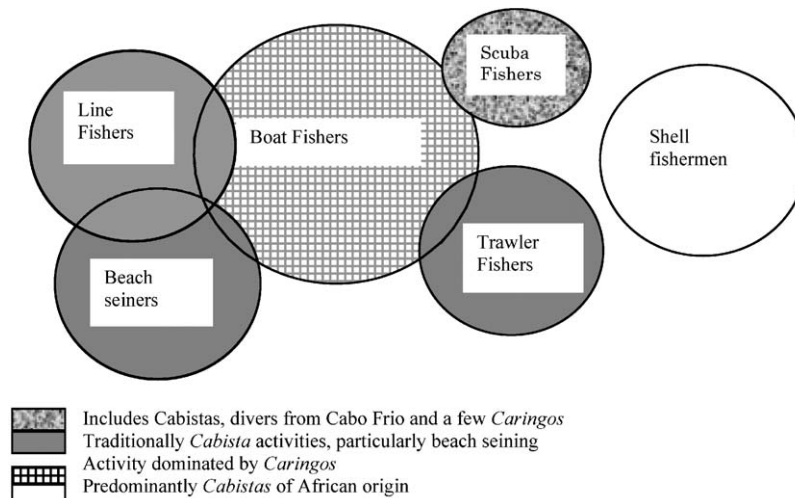 Scuba
Fishers
Line
Fishers
Boat Fishers
Shell
fishermen
Trawler
Fishers
Beach
seiners
Includes Cabistas, divers from Cabo Frio and a few Caringos
Traditionally Cabista activities, particularly beach seining
Activity dominated by Caringos
Predominantly Cabistas of African origin